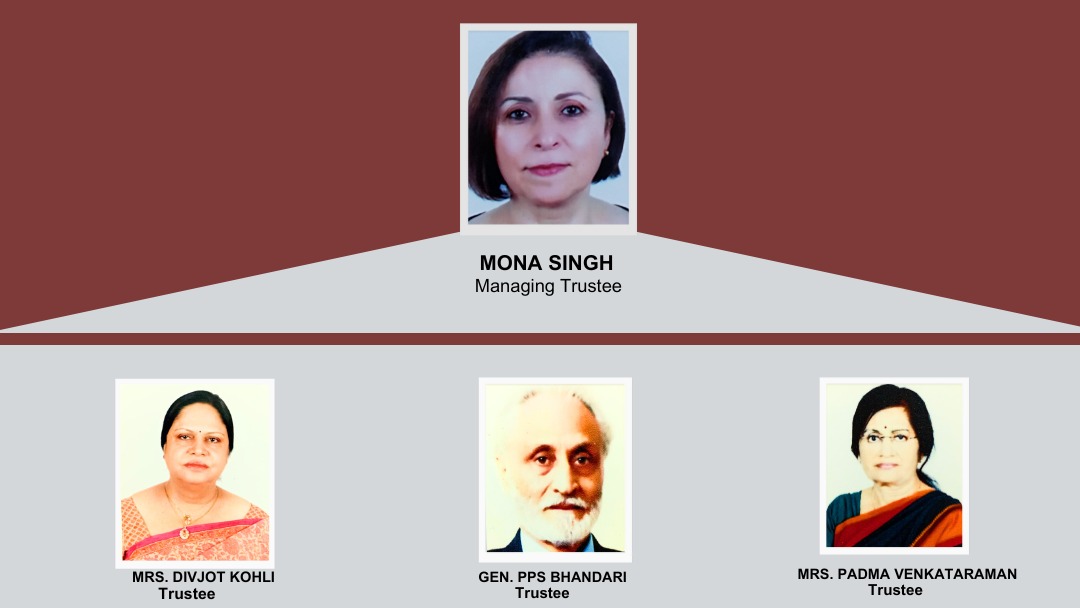 MONA SINGH
Managing Trustee
MRS. DIVJOT KOHLI
Trustee
GEN. PPS BHANDARI
Trustee
MRS. PADMA VENKATARAMAN
Trustee